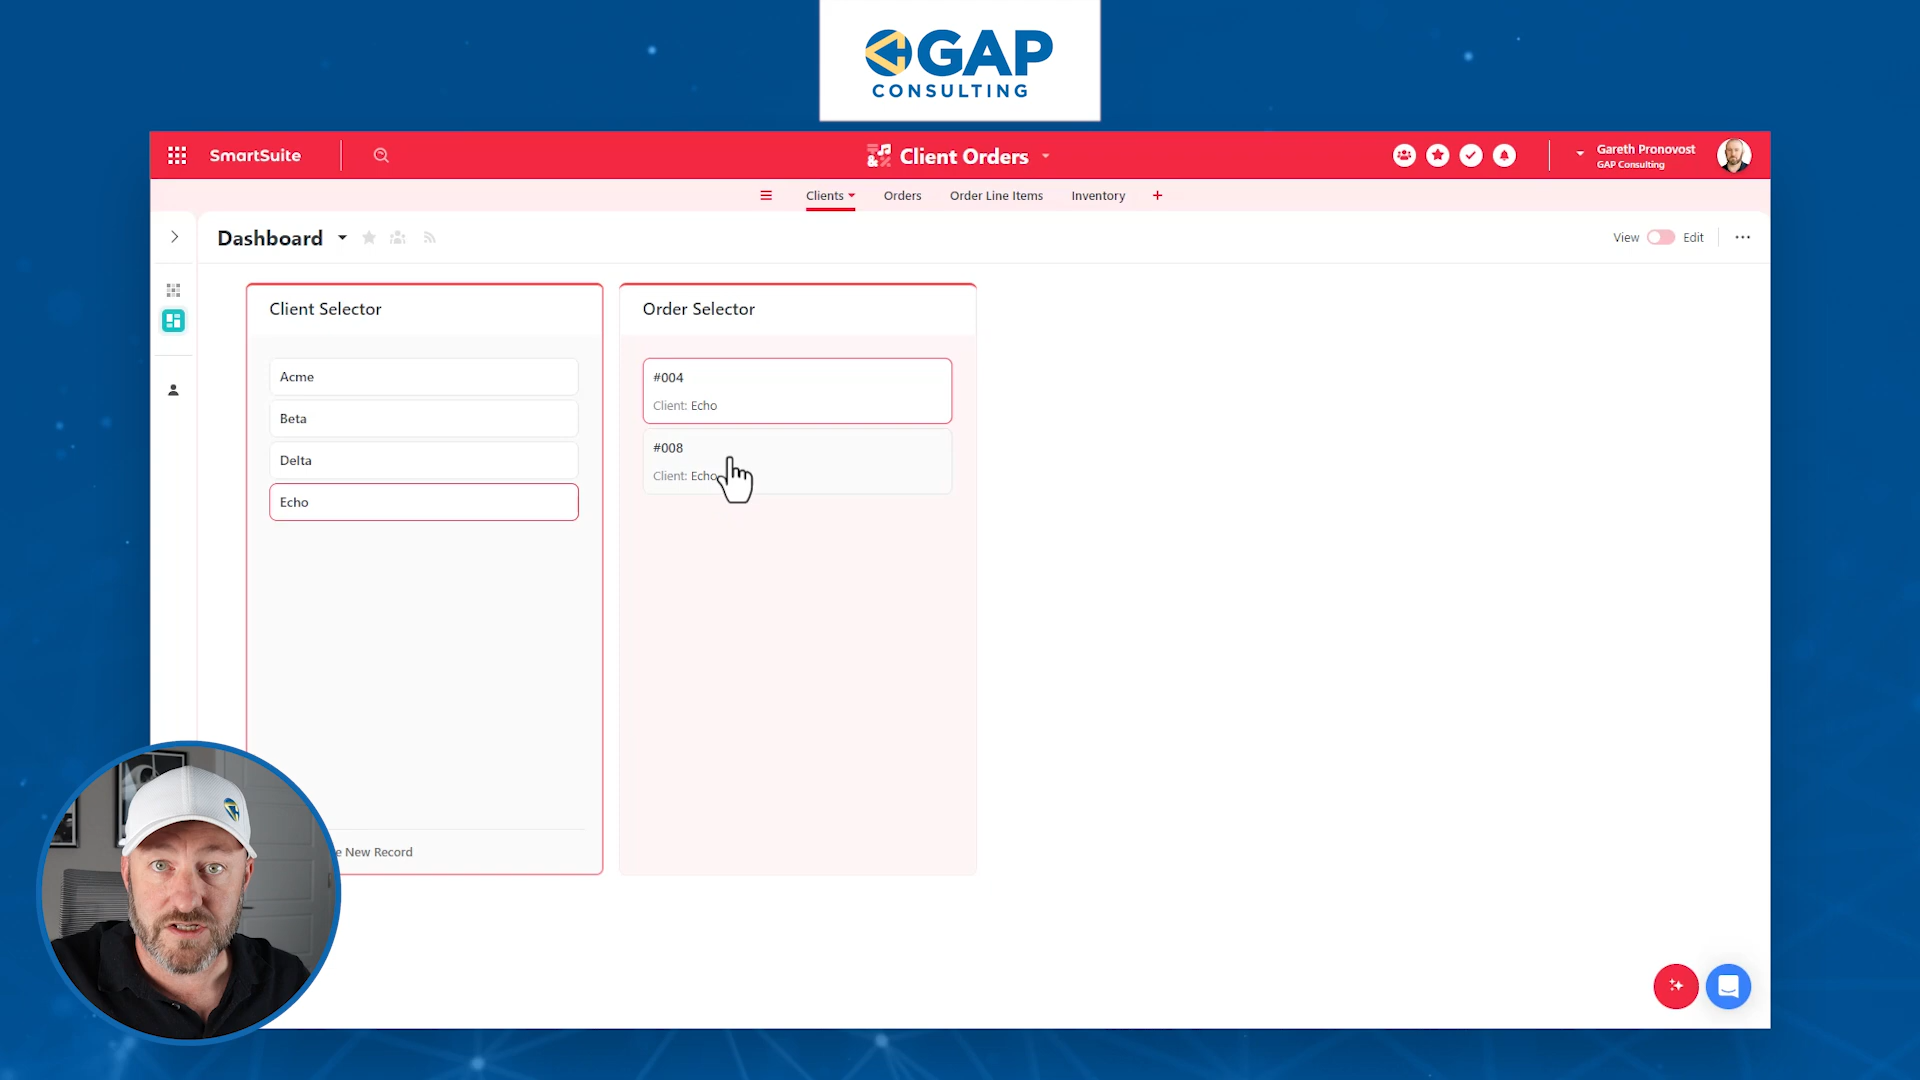 GAP
CONSULTING
SmartSuite
Client Orders
Gareth Pronovost
GAP Consulting
Clients
Orders
Order Line Items
Inventory
Dashboard
View
Edit
Client Selector
Order Selector
Acme
Beta
Delta
Echo
#004
Client: Echo
#008
Client: Echo
New Record